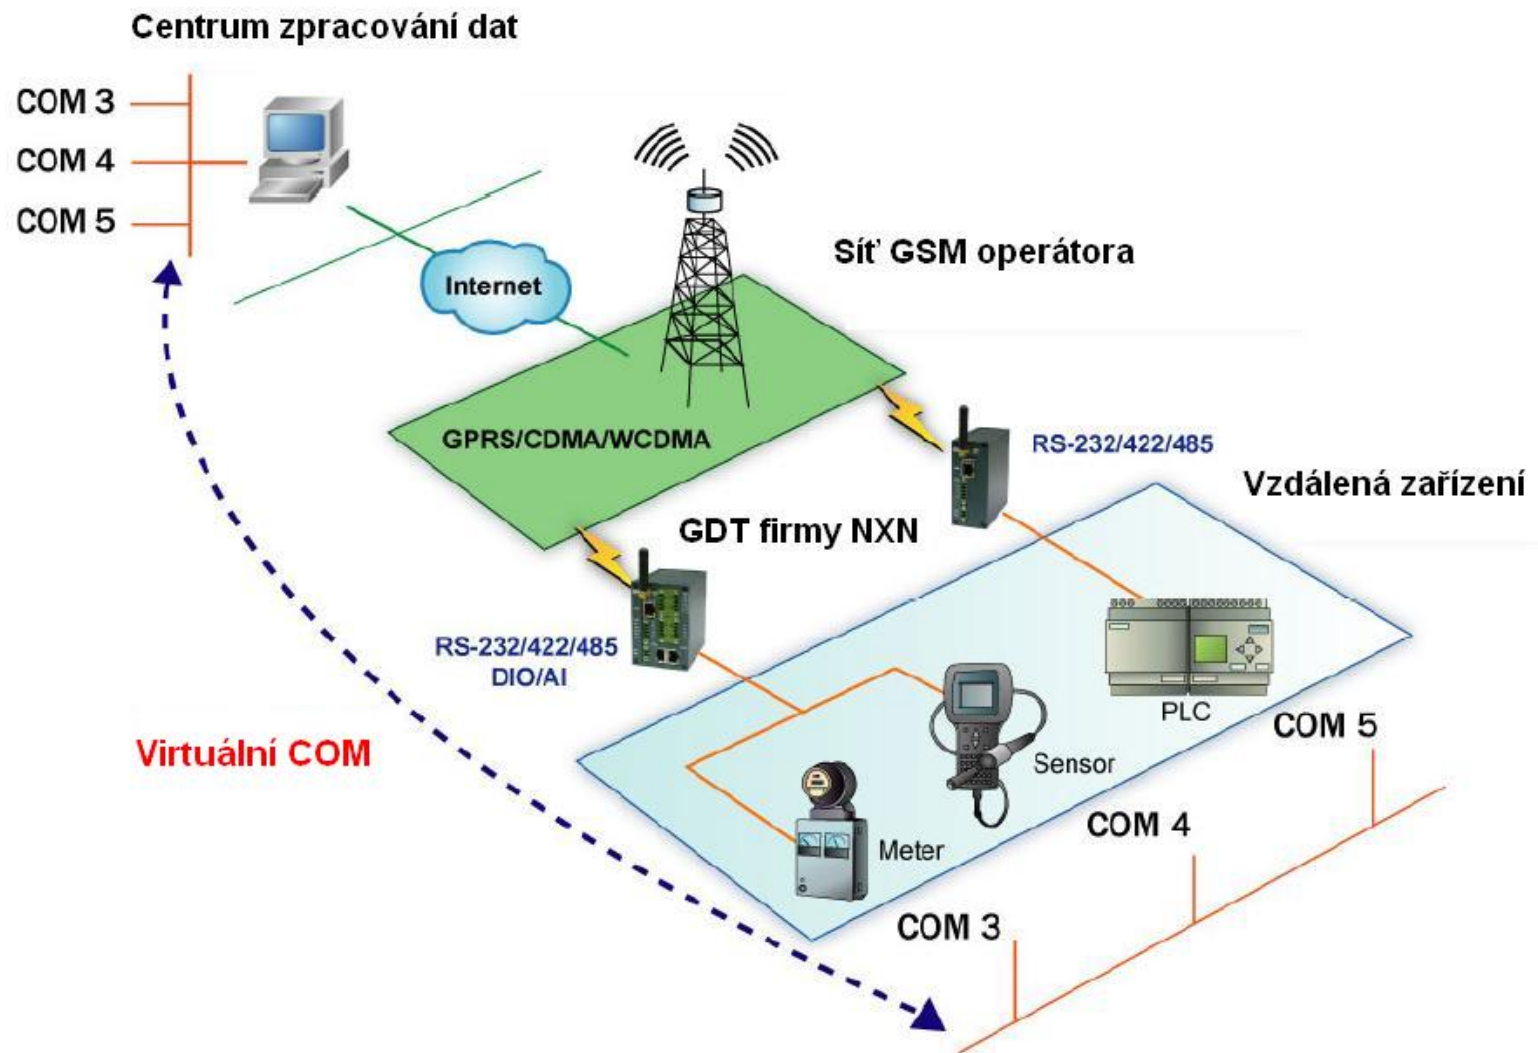 Centrum zpracování dat
COM 3
COM 4
COM 5
Internet
Síť GSM operátora
GPRS/CDMA/WCDMA
RS-232/422/485
Vzdálená zařízení
GDT firmy NXN
RS-232/422/485
DIO/AI
Virtuální COM
PLC
Sensor
Meter
COM 5
COM 4
COM 3